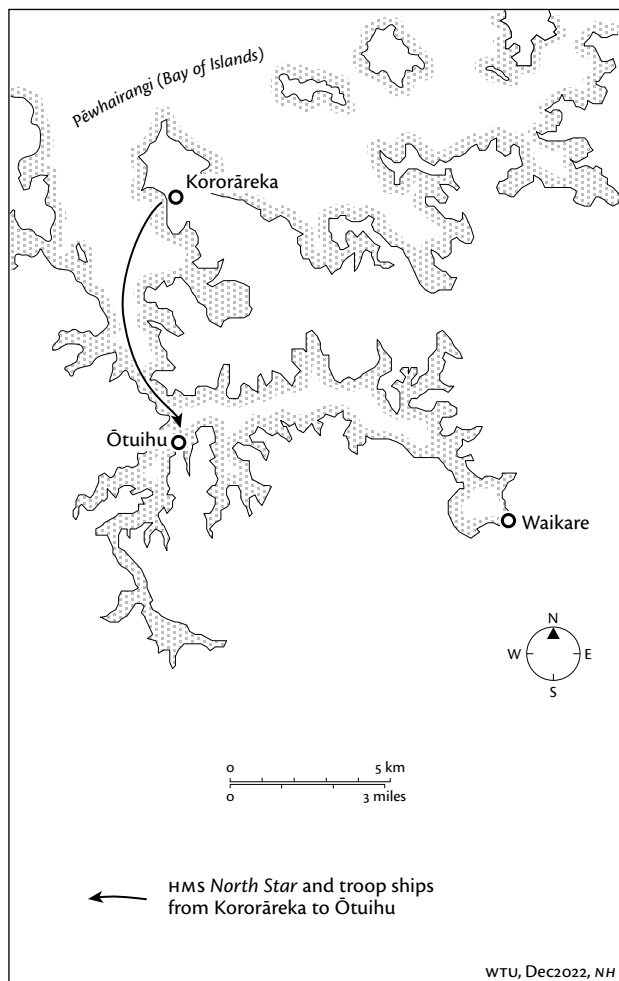 Pēwhairangi (Bay of Islands)
Kororāreka
Ōtuihu
Waikare
N
W E
S
0 5 km
0 3 miles
HMS North Star and troop ships
from Kororāreka to Ōtuihu
WTU, Dec2022, NH